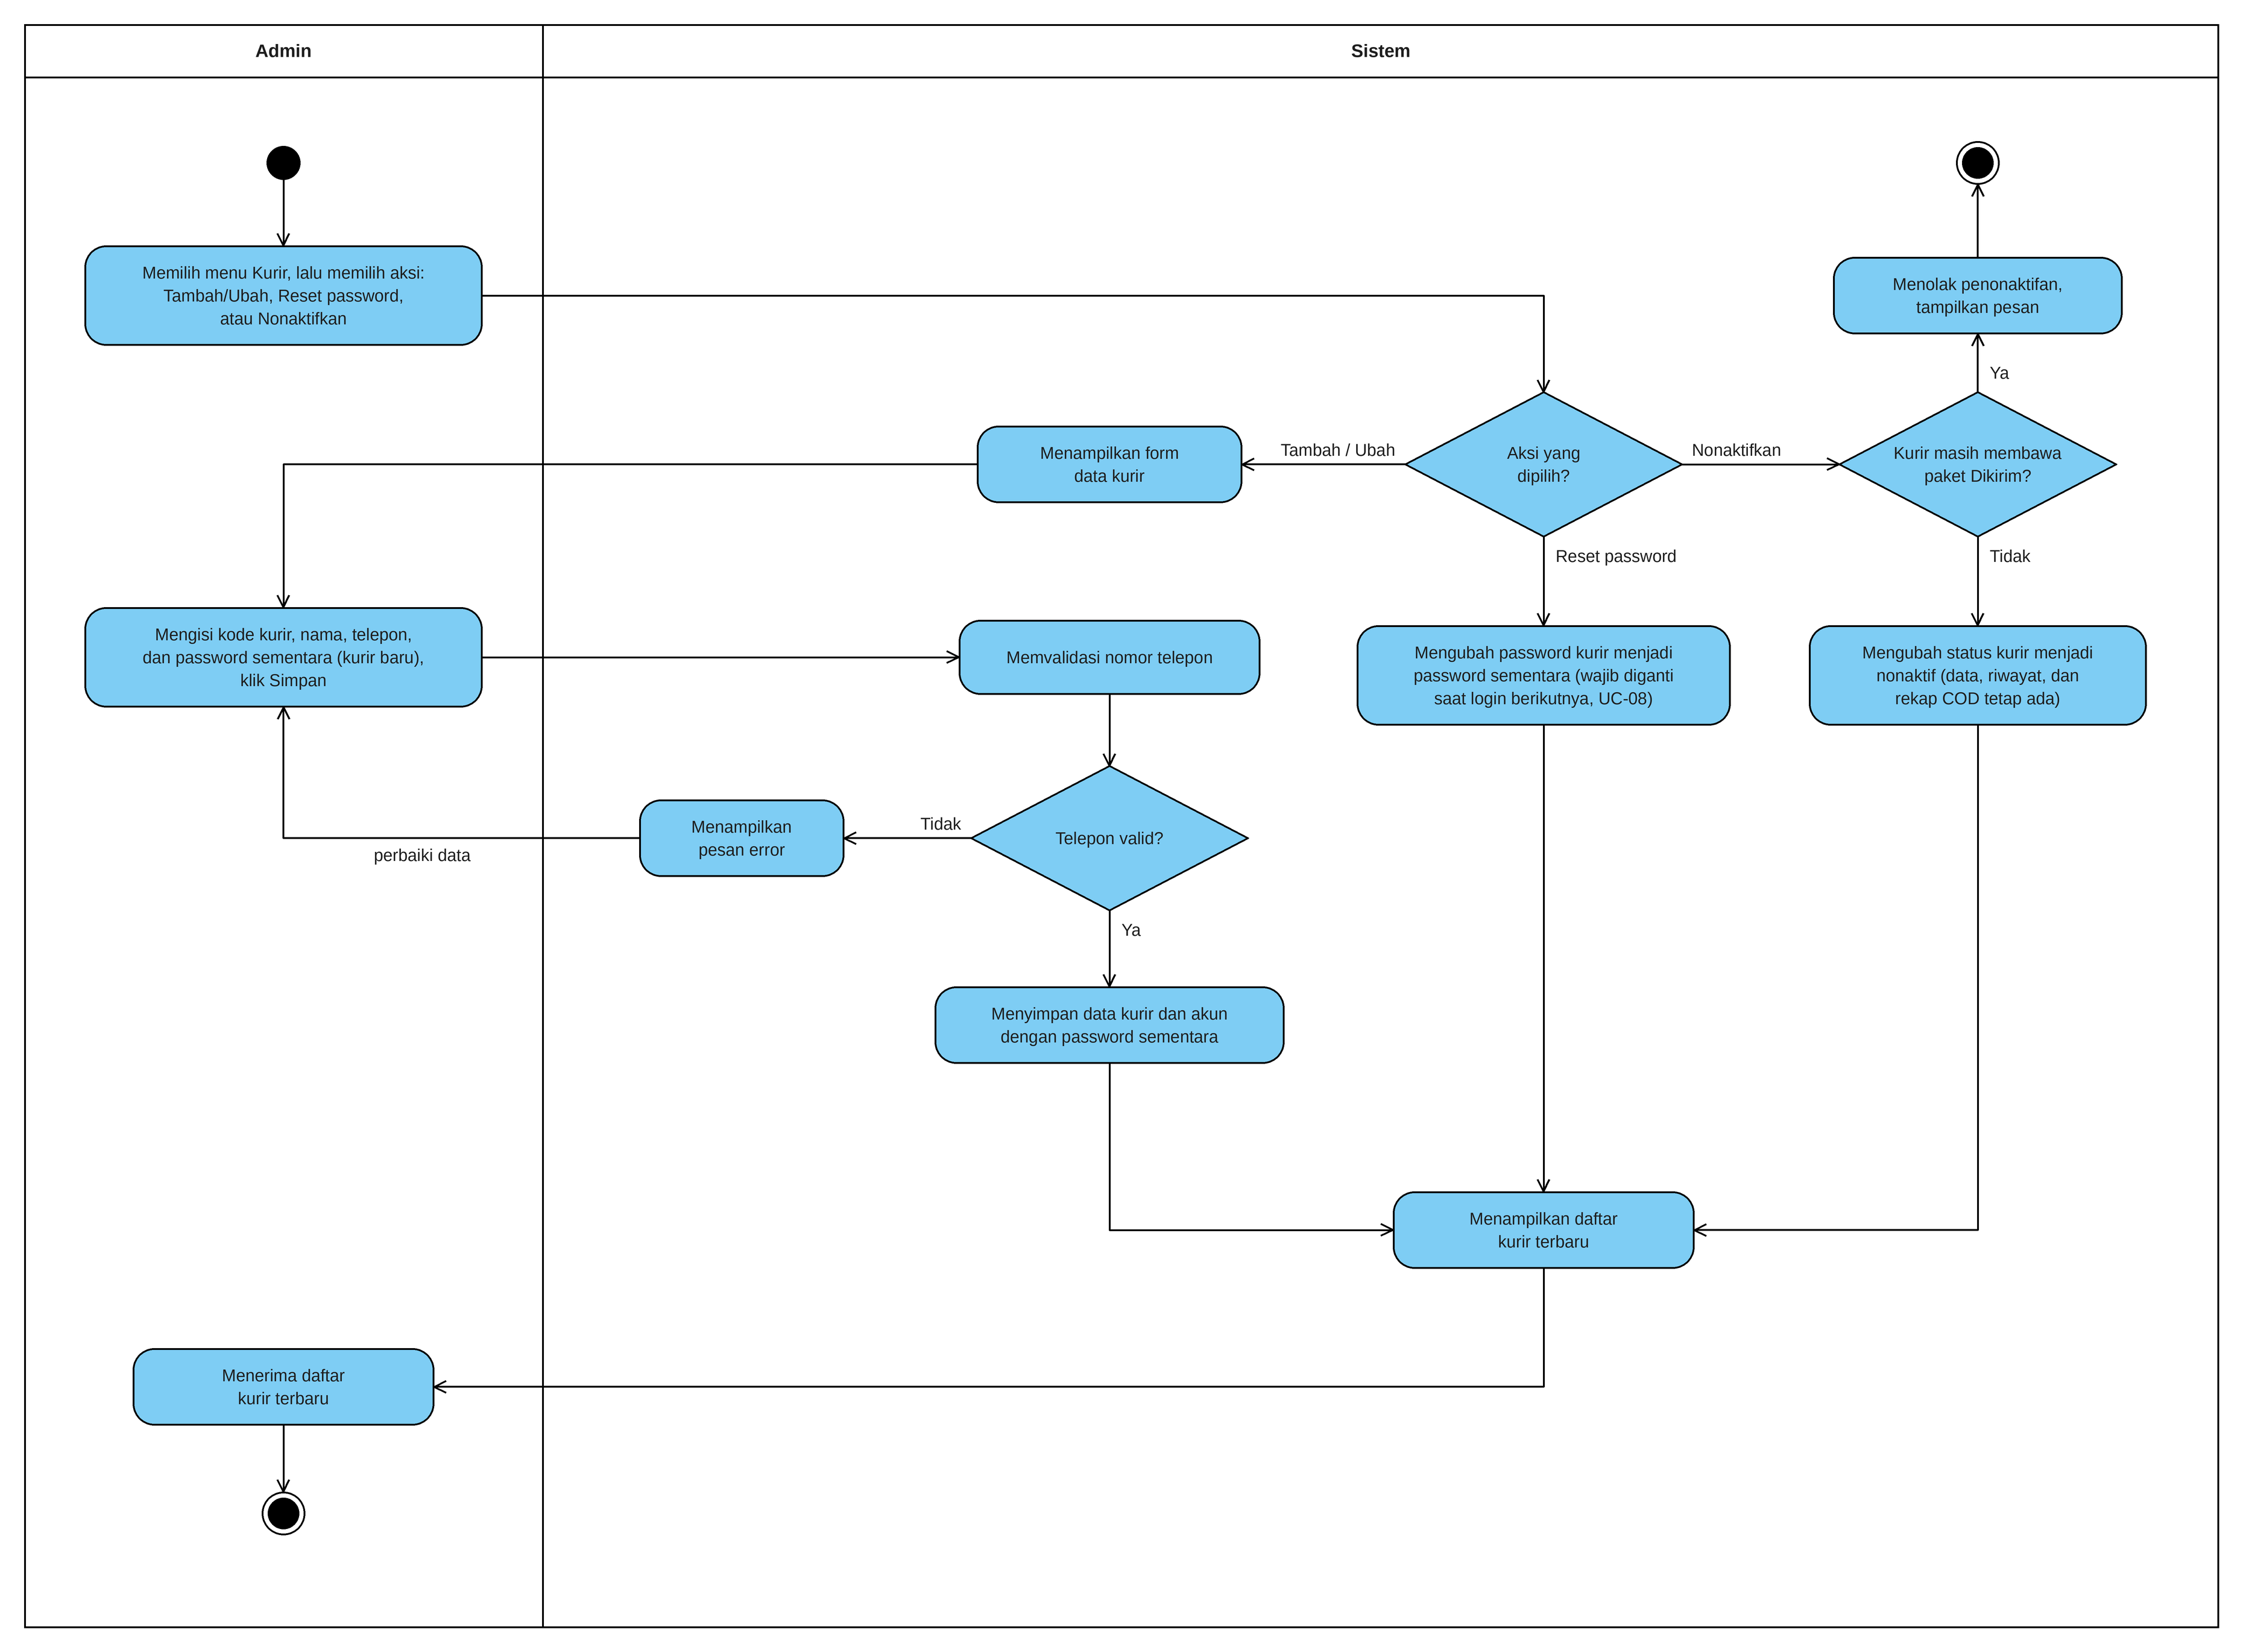 Admin
Sistem
Memilih menu Kurir, lalu memilih aksi:
Tambah/Ubah, Reset password,
atau Nonaktifkan
Menolak penonaktifan,
tampilkan pesan
Ya
Menampilkan form
data kurir
Tambah / Ubah
Aksi yang
dipilih?
Nonaktifkan
Kurir masih membawa
paket Dikirim?
Reset password
Tidak
Mengisi kode kurir, nama, telepon,
dan password sementara (kurir baru),
klik Simpan
Memvalidasi nomor telepon
Mengubah password kurir menjadi
password sementara (wajib diganti
saat login berikutnya, UC-08)
Mengubah status kurir menjadi
nonaktif (data, riwayat, dan
rekap COD tetap ada)
perbaiki data
Menampilkan
pesan error
Tidak
Telepon valid?
Ya
Menyimpan data kurir dan akun
dengan password sementara
Menampilkan daftar
kurir terbaru
Menerima daftar
kurir terbaru